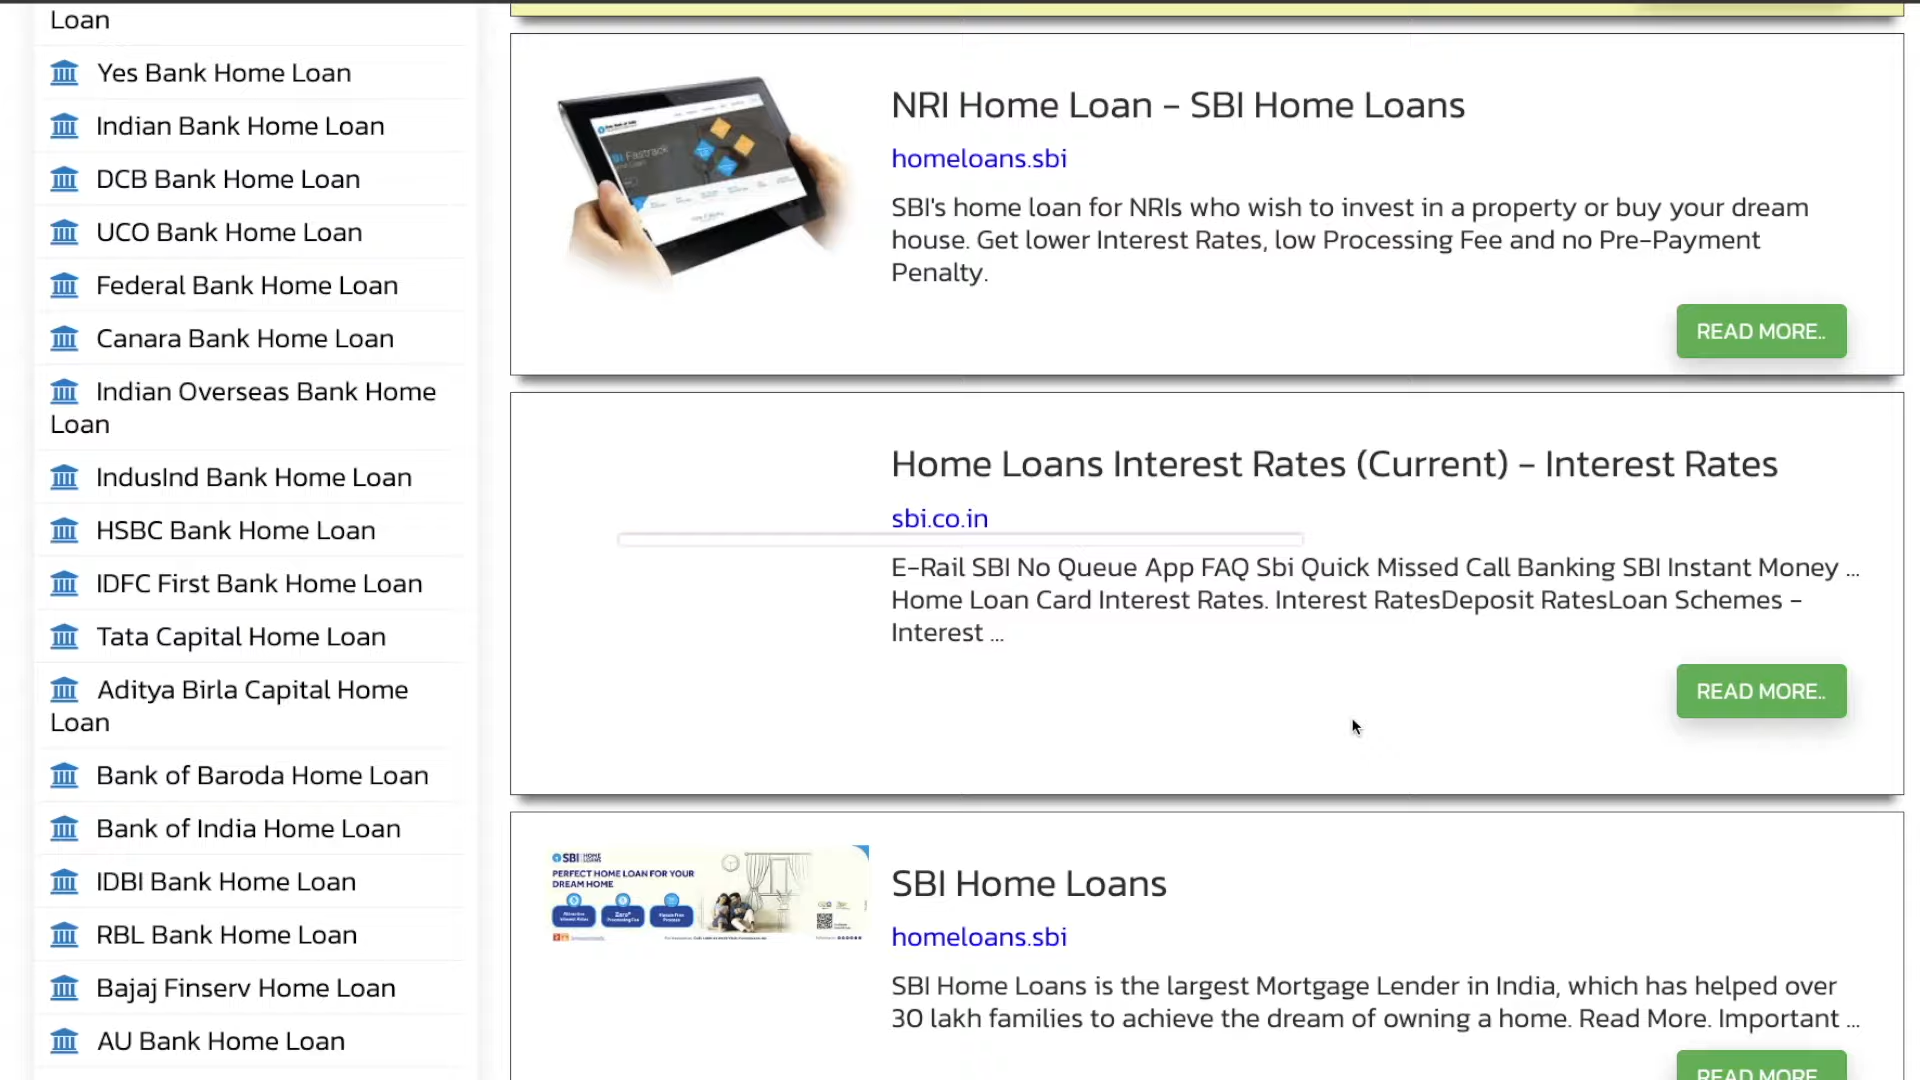 Loan
Yes Bank Home Loan
Indian Bank Home Loan
DCB Bank Home Loan
UCO Bank Home Loan
Federal Bank Home Loan
Canara Bank Home Loan
Indian Overseas Bank Home
Loan
IndusInd Bank Home Loan
HSBC Bank Home Loan
IDFC First Bank Home Loan
Tata Capital Home Loan
Aditya Birla Capital Home
Loan
Bank of Baroda Home Loan
Bank of India Home Loan
IDBI Bank Home Loan
RBL Bank Home Loan
Bajaj Finserv Home Loan
AU Bank Home Loan
NRI Home Loan – SBI Home Loans
homeloans.sbi
SBI's home loan for NRIs who wish to invest in a property or buy your dream
house. Get lower Interest Rates, low Processing Fee and no Pre-Payment
Penalty.
READ MORE..
Home Loans Interest Rates (Current) – Interest Rates
sbi.co.in
E-Rail SBI No Queue App FAQ Sbi Quick Missed Call Banking SBI Instant Money ...
Home Loan Card Interest Rates. Interest RatesDeposit RatesLoan Schemes –
Interest ...
READ MORE..
SBI HOME LOANS
PERFECT HOME LOAN FOR YOUR
DREAM HOME
SBI Home Loans
homeloans.sbi
SBI Home Loans is the largest Mortgage Lender in India, which has helped over
30 lakh families to achieve the dream of owning a home. Read More. Important ...
READ MORE